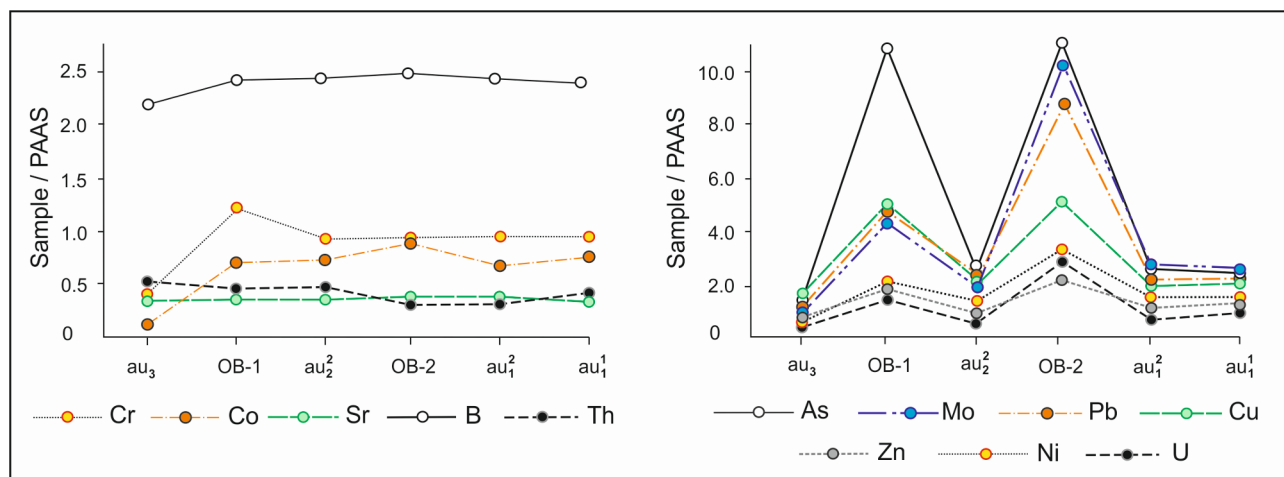 Sample / PAAS
2.5
2.0
1.5
1.0
0.5
0
au₃ OB-1 au₂² OB-2 au₁² au₁¹
Cr Co Sr B Th
Sample / PAAS
10.0
8.0
6.0
4.0
2.0
0
au₃ OB-1 au₂² OB-2 au₁² au₁¹
As Mo Pb Cu
Zn Ni U